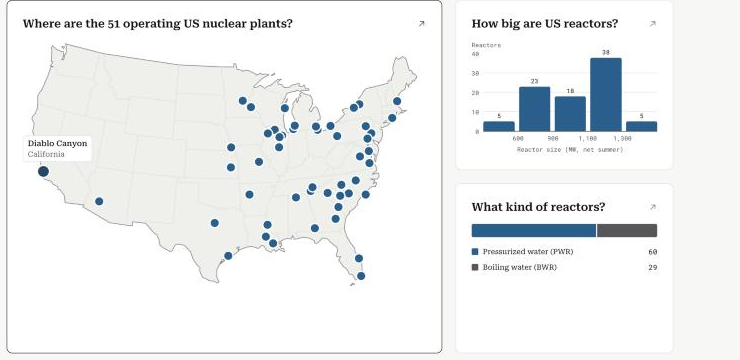 Where are the 51 operating US nuclear plants?
Diablo Canyon
California
How big are US reactors?
Reactors
40
30
20
10
0
5
23
18
38
5
600
900
1,100
1,300
Reactor size (MW, net summer)
What kind of reactors?
Pressurized water (PWR) 60
Boiling water (BWR) 29